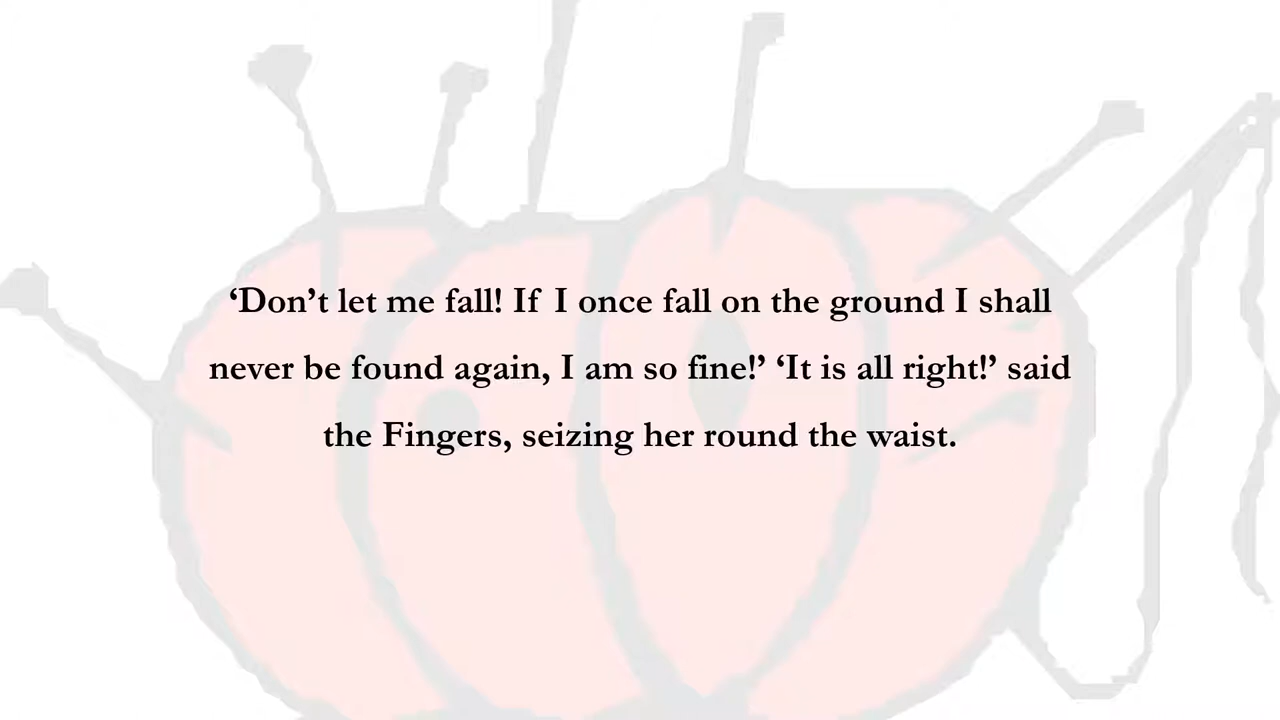 ‘Don’t let me fall! If I once fall on the ground I shall
never be found again, I am so fine!’ ‘It is all right!’ said
the Fingers, seizing her round the waist.